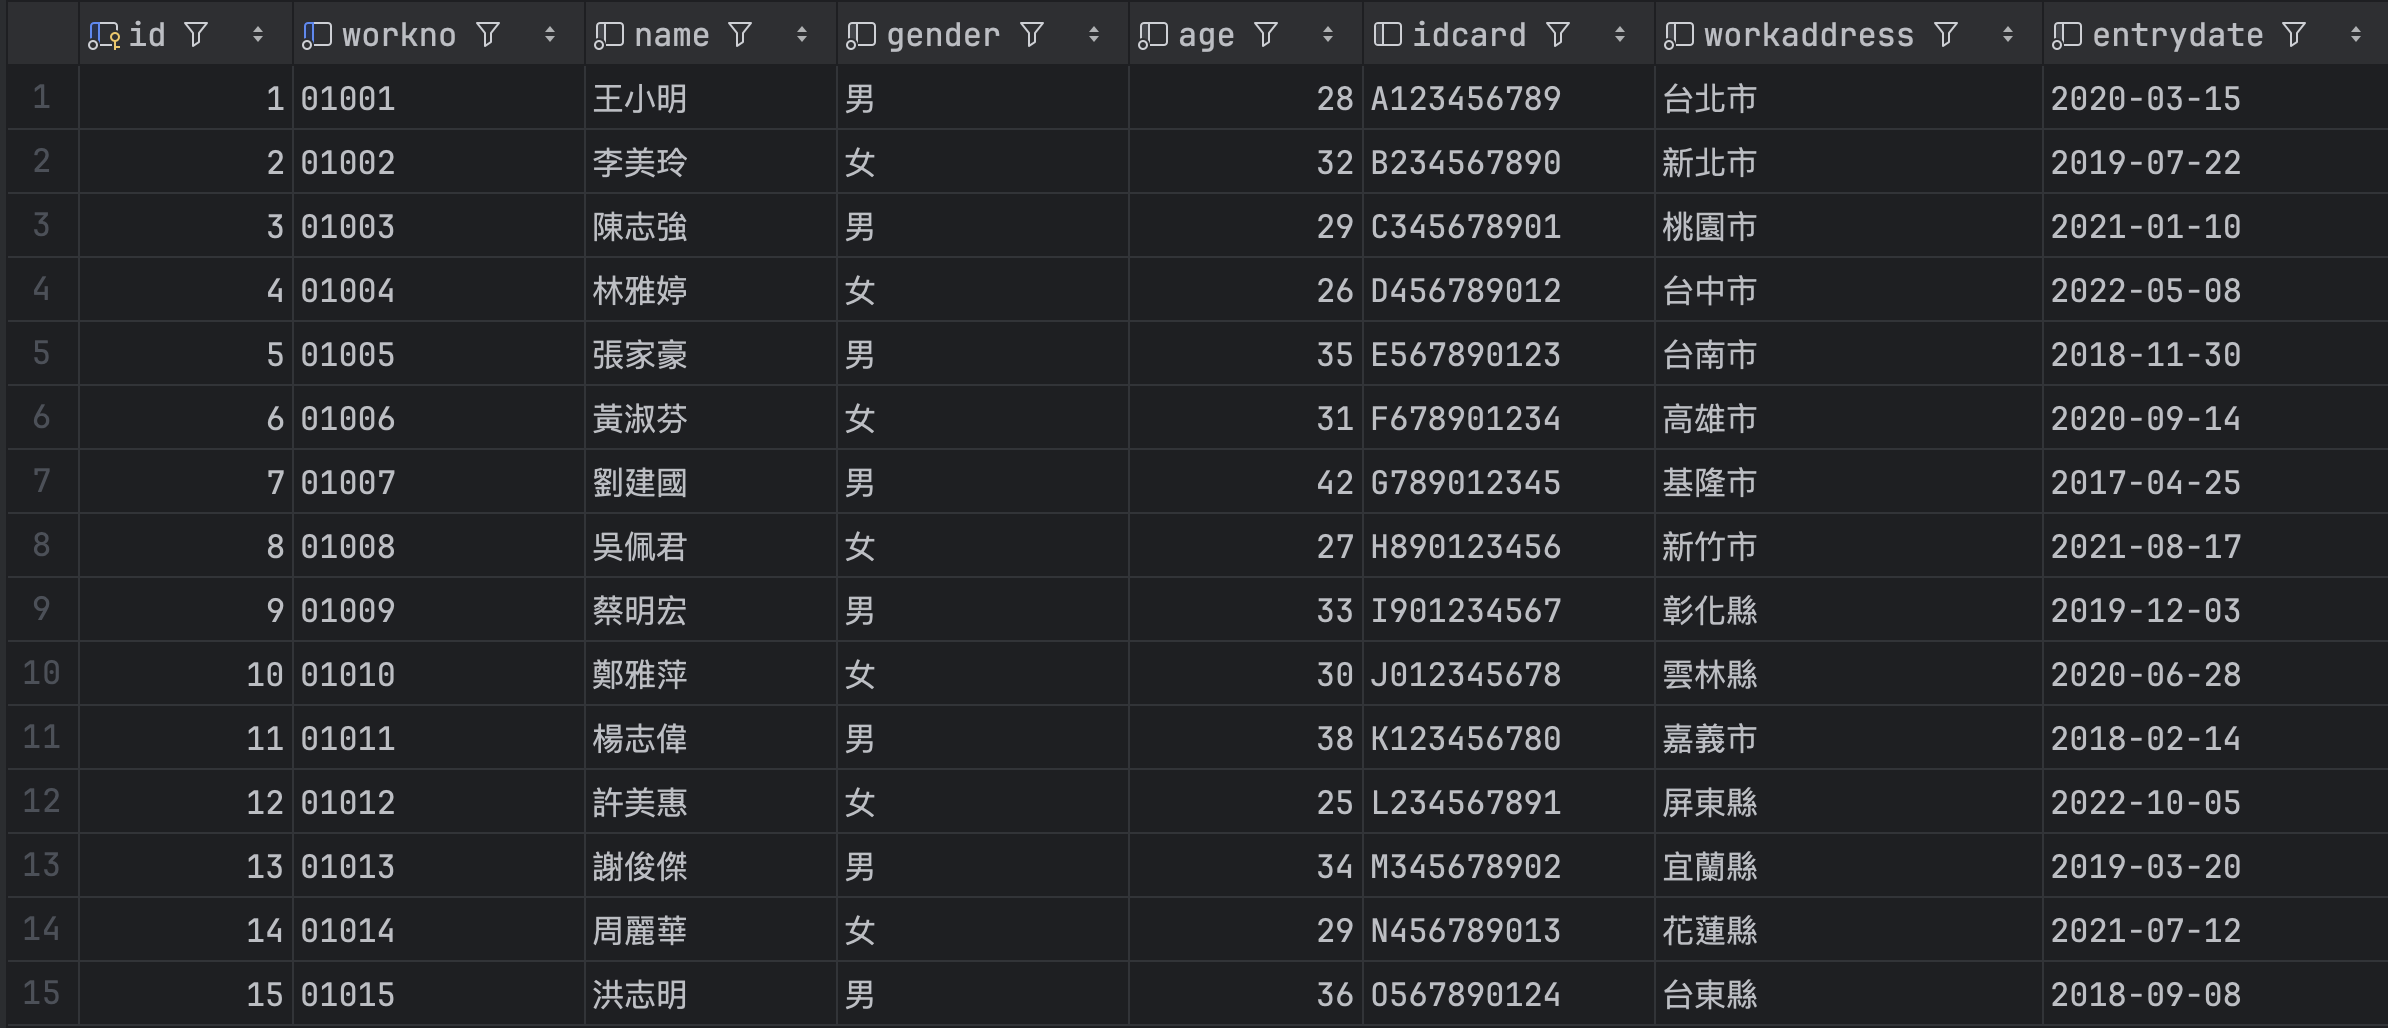 id workno name gender age idcard workaddress entrydate
1 1 01001 王小明 男 28 A123456789 台北市 2020-03-15
2 2 01002 李美玲 女 32 B234567890 新北市 2019-07-22
3 3 01003 陳志強 男 29 C345678901 桃園市 2021-01-10
4 4 01004 林雅婷 女 26 D456789012 台中市 2022-05-08
5 5 01005 張家豪 男 35 E567890123 台南市 2018-11-30
6 6 01006 黃淑芬 女 31 F678901234 高雄市 2020-09-14
7 7 01007 劉建國 男 42 G789012345 基隆市 2017-04-25
8 8 01008 吳佩君 女 27 H890123456 新竹市 2021-08-17
9 9 01009 蔡明宏 男 33 I901234567 彰化縣 2019-12-03
10 10 01010 鄭雅萍 女 30 J012345678 雲林縣 2020-06-28
11 11 01011 楊志偉 男 38 K123456780 嘉義市 2018-02-14
12 12 01012 許美惠 女 25 L234567891 屏東縣 2022-10-05
13 13 01013 謝俊傑 男 34 M345678902 宜蘭縣 2019-03-20
14 14 01014 周麗華 女 29 N456789013 花蓮縣 2021-07-12
15 15 01015 洪志明 男 36 O567890124 台東縣 2018-09-08